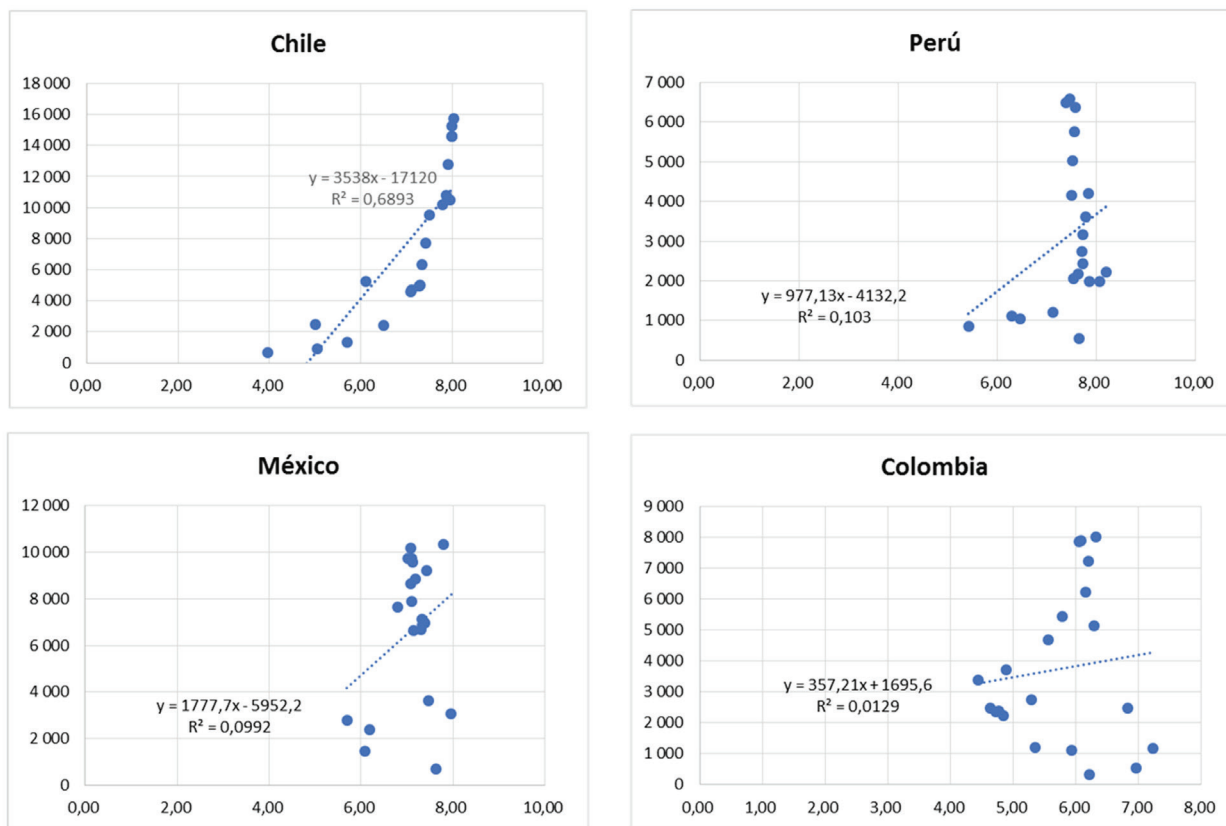 Chile
18 000
16 000
14 000
12 000
10 000
8 000
6 000
4 000
2 000
0
y = 3538x - 17120
R² = 0,6893
0,00 2,00 4,00 6,00 8,00 10,00
Perú
7 000
6 000
5 000
4 000
3 000
2 000
1 000
0
y = 977,13x - 4132,2
R² = 0,103
0,00 2,00 4,00 6,00 8,00 10,00
México
12 000
10 000
8 000
6 000
4 000
2 000
0
y = 1777,7x - 5952,2
R² = 0,0992
0,00 2,00 4,00 6,00 8,00 10,00
Colombia
9 000
8 000
7 000
6 000
5 000
4 000
3 000
2 000
1 000
0
y = 357,21x + 1695,6
R² = 0,0129
0,00 1,00 2,00 3,00 4,00 5,00 6,00 7,00 8,00